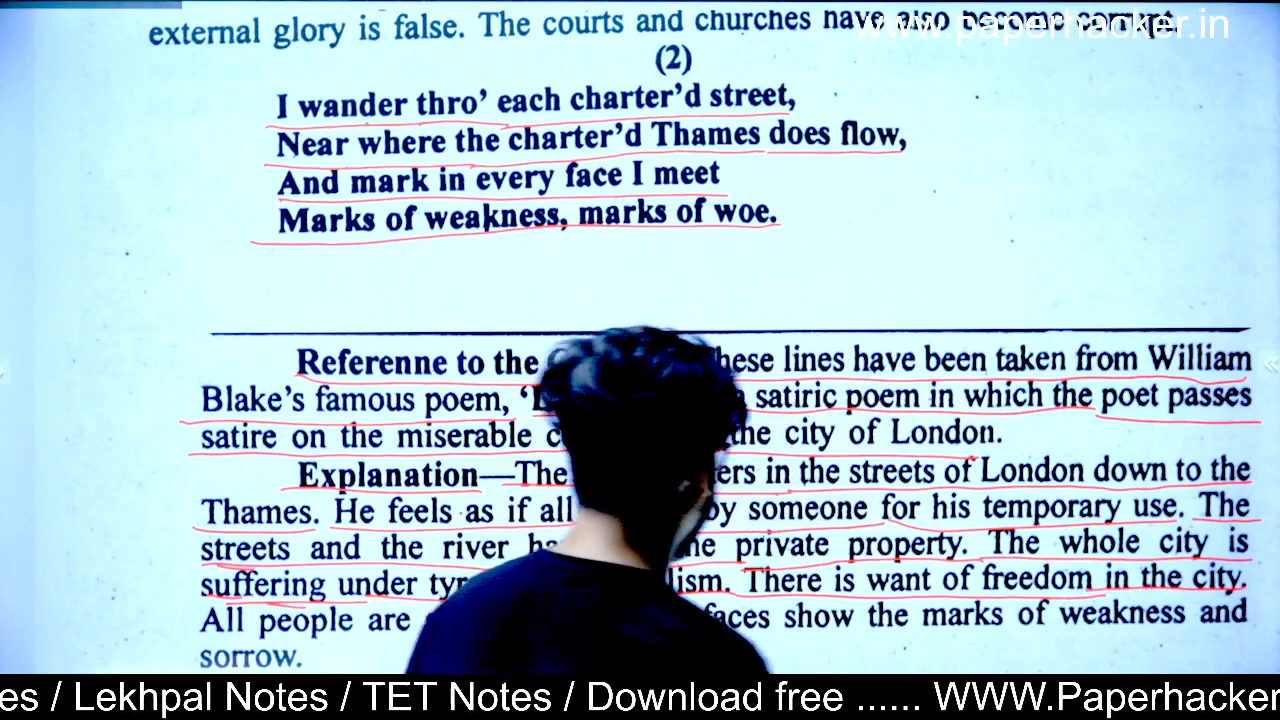 external glory is false. The courts and churches have also become corrupt
www.paperhacker.in
(2)
I wander thro' each charter'd street,
Near where the charter'd Thames does flow,
And mark in every face I meet
Marks of weakness, marks of woe.
Referenne to the hese lines have been taken from William
Blake's famous poem, ' satiric poem in which the poet passes
satire on the miserable the city of London.
Explanation—The ers in the streets of London down to the
Thames. He feels as if all by someone for his temporary use. The
streets and the river private property. The whole city is
suffering under lism. There is want of freedom in the city.
All people are aces show the marks of weakness and
sorrow.
es / Lekhpal Notes / TET Notes / Download free ...... WWW.Paperhacker